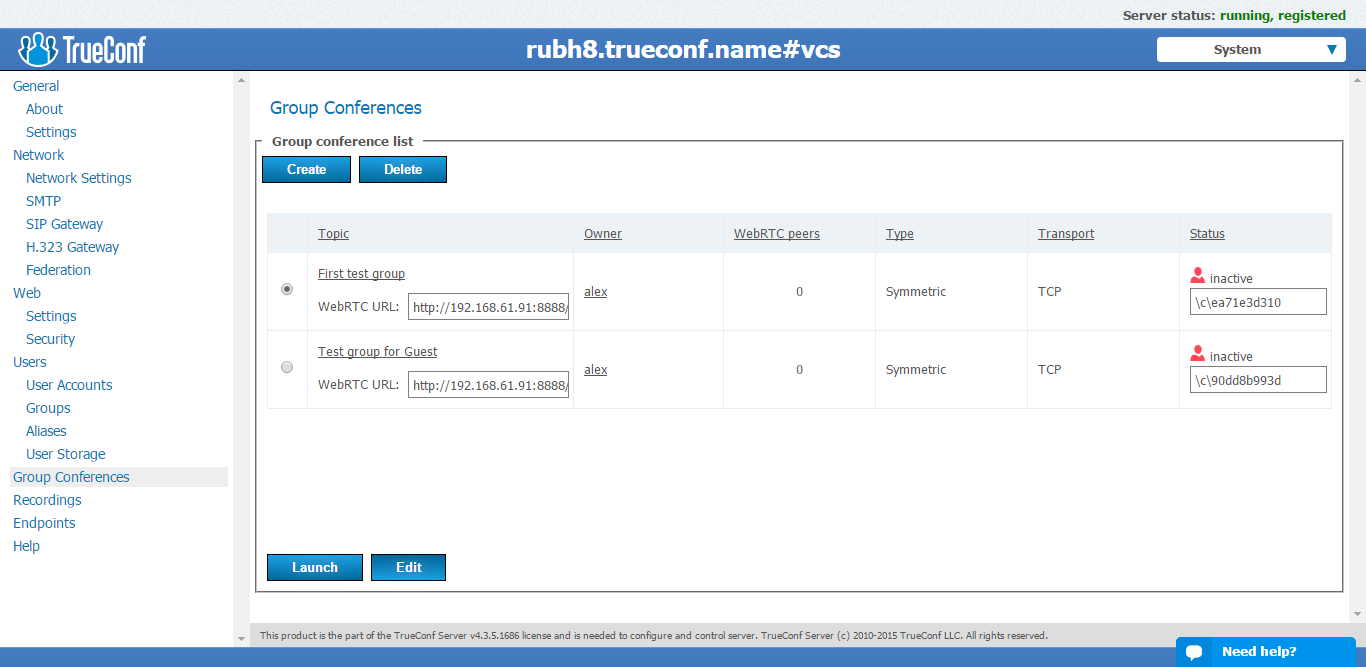 Server status: running, registered
TrueConf
rubh8.trueconf.name#vcs
System
General
About
Settings
Network
Network Settings
SMTP
SIP Gateway
H.323 Gateway
Federation
Web
Settings
Security
Users
User Accounts
Groups
Aliases
User Storage
Group Conferences
Recordings
Endpoints
Help
Group Conferences
Group conference list
Create Delete
Topic Owner WebRTC peers Type Transport Status
First test group
WebRTC URL: http://192.168.61.91:8888/
alex 0 Symmetric TCP
inactive
\c\ea71e3d310
Test group for Guest
WebRTC URL: http://192.168.61.91:8888/
alex 0 Symmetric TCP
inactive
\c\90dd8b993d
Launch Edit
This product is the part of the TrueConf Server v4.3.5.1686 license and is needed to configure and control server. TrueConf Server (c) 2010-2015 TrueConf LLC. All rights reserved.
Need help?